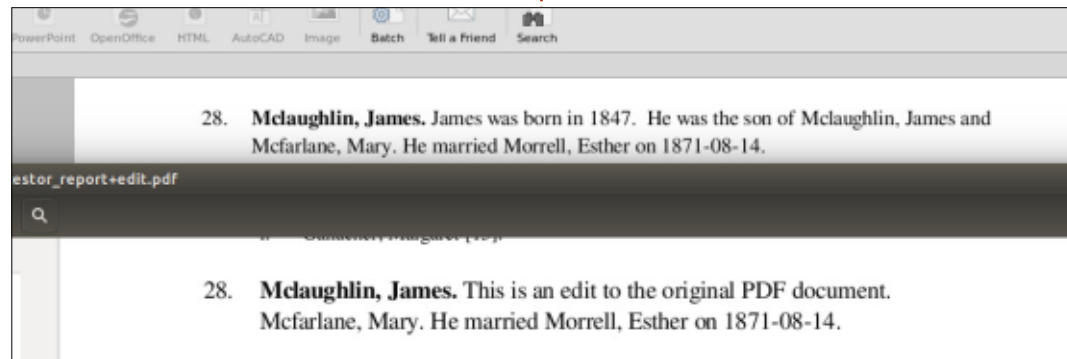 PowerPoint OpenOffice HTML AutoCAD Image Batch Tell a Friend Search
28. Mclaughlin, James. James was born in 1847. He was the son of Mclaughlin, James and
Mcfarlane, Mary. He married Morrell, Esther on 1871-08-14.
estor_report+edit.pdf
28. Mclaughlin, James. This is an edit to the original PDF document.
Mcfarlane, Mary. He married Morrell, Esther on 1871-08-14.